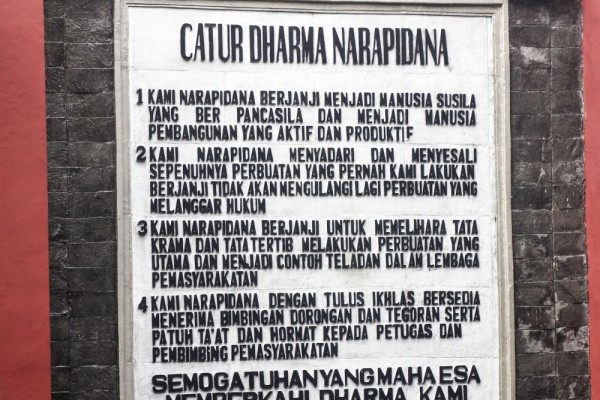 CATUR DHARMA NARAPIDANA
1 KAMI NARAPIDANA BERJANJI MENJADI MANUSIA SUSILA
YANG BER PANCASILA DAN MENJADI MANUSIA
PEMBANGUNAN YANG AKTIF DAN PRODUKTIF
2 KAMI NARAPIDANA MENYADARI DAN MENYESALI
SEPENUHNYA PERBUATAN YANG PERNAH KAMI LAKUKAN
BERJANJI TIDAK AKAN MENGULANGI LAGI PERBUATAN YANG
MELANGGAR HUKUM
3 KAMI NARAPIDANA BERJANJI UNTUK MEMELIHARA TATA
KRAMA DAN TATA TERTIB MELAKUKAN PERBUATAN YANG
UTAMA DAN MENJADI CONTOH TELADAN DALAM LEMBAGA
PEMASYARAKATAN
4 KAMI NARAPIDANA DENGAN TULUS IKHLAS BERSEDIA
MENERIMA BIMBINGAN DORONGAN DAN TEGORAN SERTA
PATUH TA'AT DAN HORMAT KEPADA PETUGAS DAN
PEMBIMBING PEMASYARAKATAN
SEMOGA TUHAN YANG MAHA ESA
MEMBERKAHI DHARMA KAMI